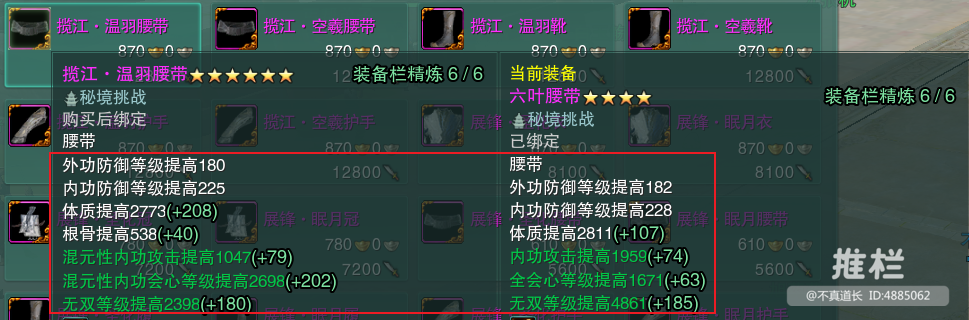 揽江·温羽腰带 揽江·空羲腰带 揽江·温羽靴 揽江·空羲靴
870 0 870 0 870 0 870 0
揽江·温羽腰带 装备栏精炼 6 / 6
秘境挑战
购买后绑定
腰带
外功防御等级提高180
内功防御等级提高225
体质提高2773(+208)
根骨提高538(+40)
混元性内功攻击提高1047(+79)
混元性内功会心等级提高2698(+202)
无双等级提高2398(+180)
12800
当前装备
六叶腰带 装备栏精炼 6 / 6
秘境挑战
已绑定
腰带
外功防御等级提高182
内功防御等级提高228
体质提高2811(+107)
内功攻击提高1959(+74)
全会心等级提高1671(+63)
无双等级提高4861(+185)
揽江·空羲护手
870 0
12800
8100
8100
展锋·眠月冠
780 0
7200
展锋·眠月腰带
610 0
5600
5600
推栏
@不真道长 ID:4885062